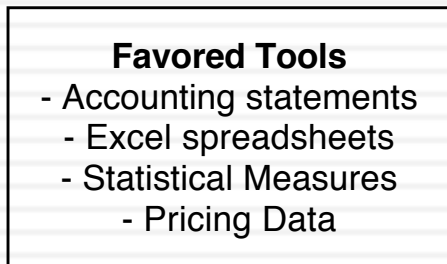 Favored Tools
- Accounting statements
- Excel spreadsheets
- Statistical Measures
- Pricing Data